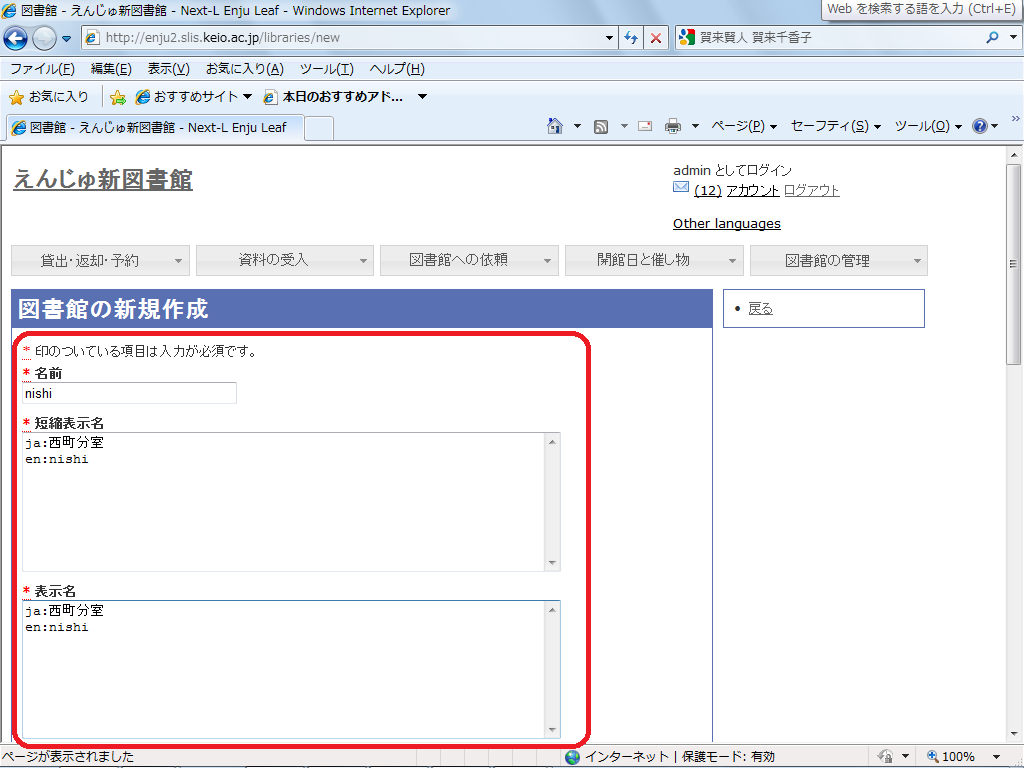 図書館 - えんじゅ新図書館 - Next-L Enju Leaf - Windows Internet Explorer
Web を検索する語を入力 (Ctrl+E)
http://enju2.slis.keio.ac.jp/libraries/new
賀来賢人 賀来千香子
ファイル(F) 編集(E) 表示(V) お気に入り(A) ツール(T) ヘルプ(H)
お気に入り おすすめサイト 本日のおすすめアド...
図書館 - えんじゅ新図書館 - Next-L Enju Leaf
ページ(P) セーフティ(S) ツール(O)
えんじゅ新図書館
admin としてログイン
(12) アカウント ログアウト
Other languages
貸出・返却・予約 資料の受入 図書館への依頼 開館日と催し物 図書館の管理
図書館の新規作成
• 戻る
* 印のついている項目は入力が必須です。
* 名前
nishi
* 短縮表示名
ja:西町分室
en:nishi
* 表示名
ja:西町分室
en:nishi
ページが表示されました
インターネット | 保護モード: 有効
100%